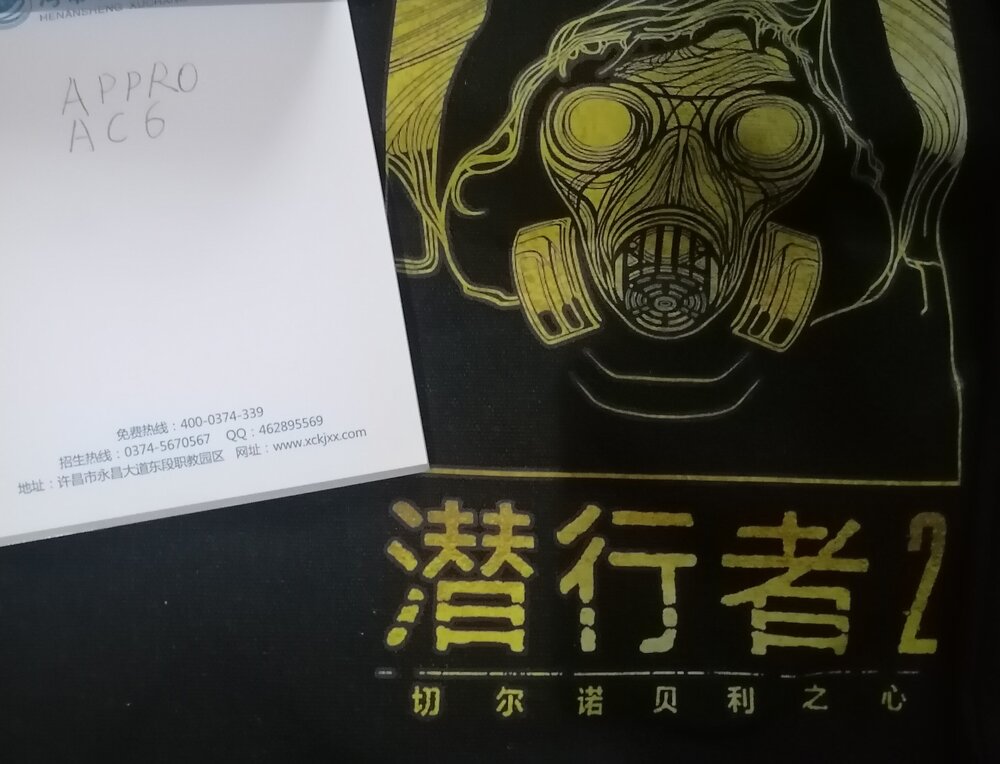 HENANSHENG XUCHANG
APPRO
AC6
免费热线：400-0374-339
招生热线：0374-5670567 QQ：462895569
地址：许昌市永昌大道东段职教园区 网址：www.xckjxx.com
潜行者2
切尔诺贝利之心